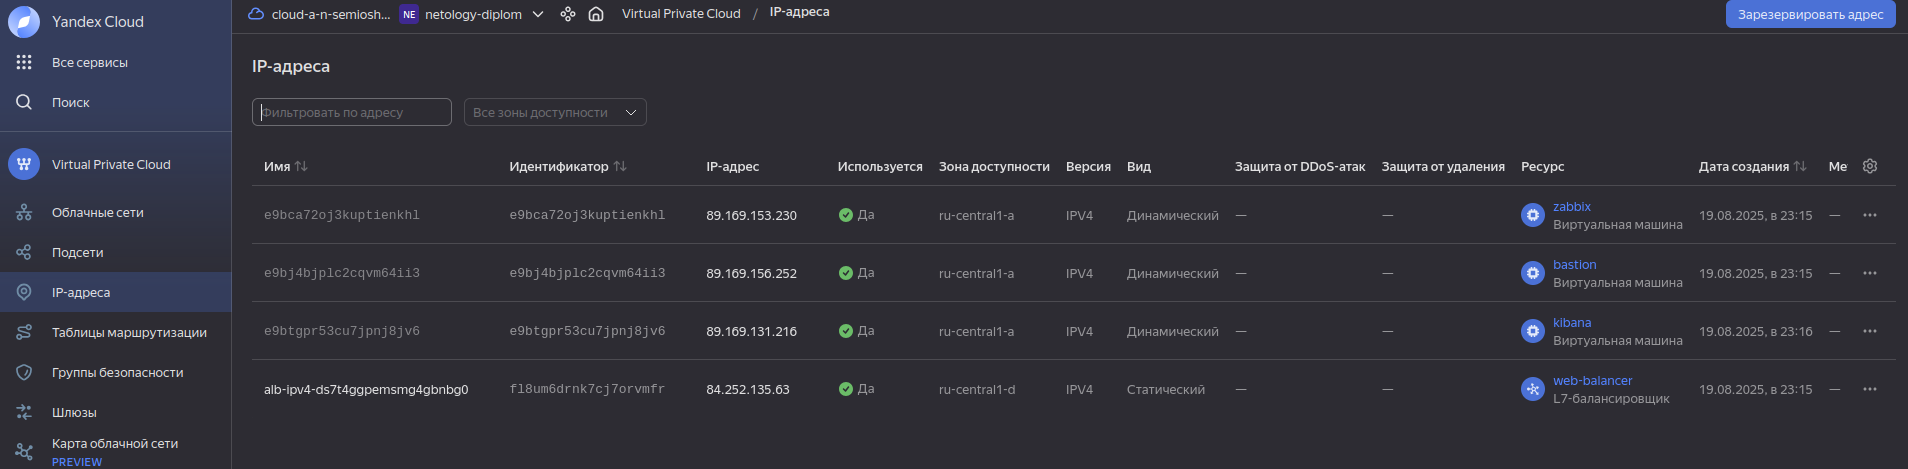 Yandex Cloud
Все сервисы
Поиск
Virtual Private Cloud
Облачные сети
Подсети
IP-адреса
Таблицы маршрутизации
Группы безопасности
Шлюзы
Карта облачной сети
PREVIEW
cloud-a-n-semiosh... NE netology-diplom Virtual Private Cloud / IP-адреса Зарезервировать адрес
IP-адреса
Фильтровать по адресу Все зоны доступности
Имя Идентификатор IP-адрес Используется Зона доступности Версия Вид Защита от DDoS-атак Защита от удаления Ресурс Дата создания Ме
e9bca72oj3kuptienkhl e9bca72oj3kuptienkhl 89.169.153.230 Да ru-central1-a IPV4 Динамический — — zabbix 19.08.2025, в 23:15 —
Виртуальная машина
e9bj4bjplc2cqvm64ii3 e9bj4bjplc2cqvm64ii3 89.169.156.252 Да ru-central1-a IPV4 Динамический — — bastion 19.08.2025, в 23:15 —
Виртуальная машина
e9btgpr53cu7jpnj8jv6 e9btgpr53cu7jpnj8jv6 89.169.131.216 Да ru-central1-a IPV4 Динамический — — kibana 19.08.2025, в 23:16 —
Виртуальная машина
alb-ipv4-ds7t4ggpemsmg4gbnbg0 fl8um6drnk7cj7orvmfr 84.252.135.63 Да ru-central1-d IPV4 Статический — — web-balancer 19.08.2025, в 23:15 —
L7-балансировщик